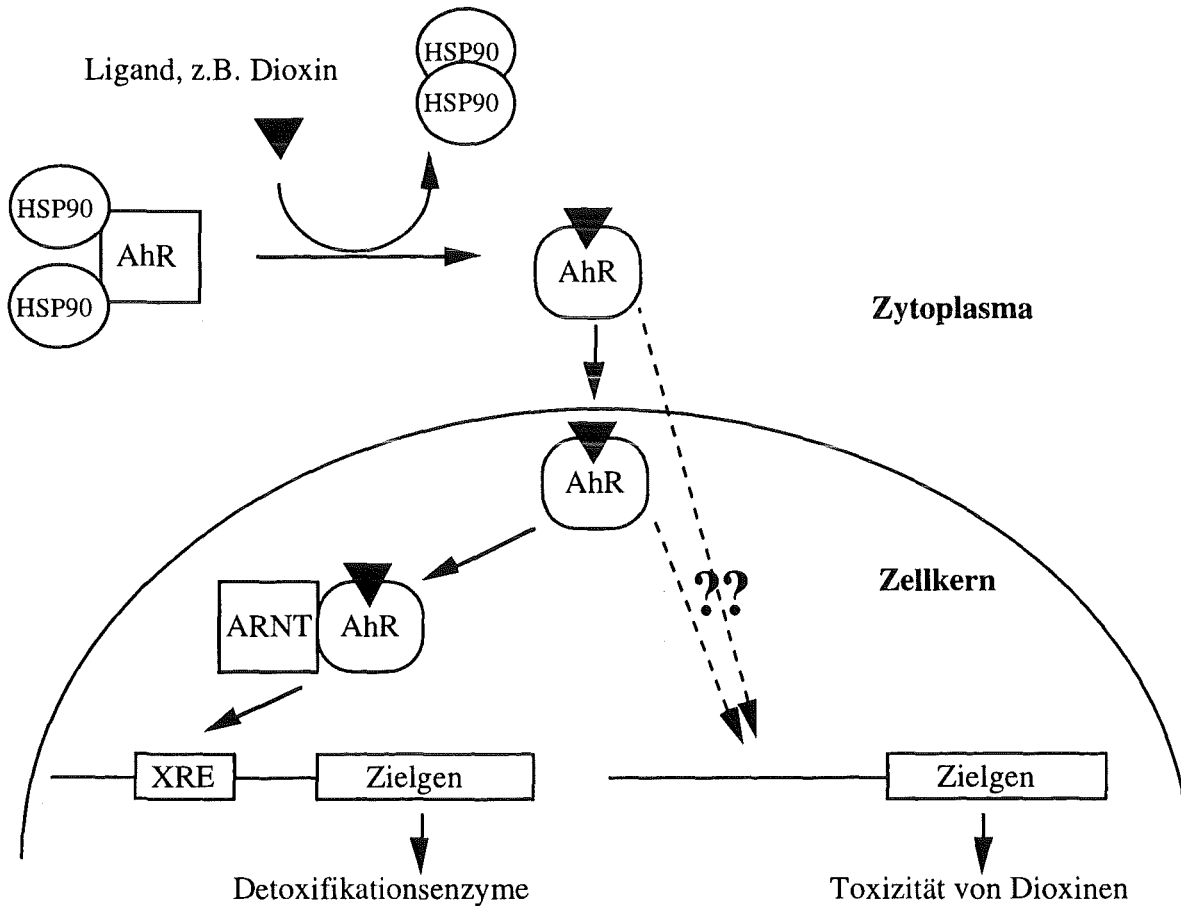 HSP90
Ligand, z.B. Dioxin
HSP90
HSP90
AhR
HSP90
AhR
Zytoplasma
AhR
??
Zellkern
ARNT
AhR
XRE
Zielgen
Zielgen
Detoxifikationsenzyme
Toxizität von Dioxinen